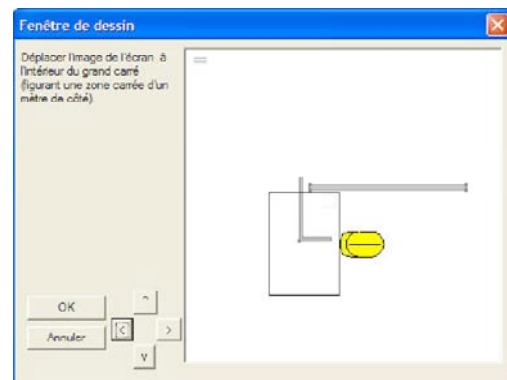 Fenêtre de dessin
Déplacer l'image de l'écran à
l'intérieur du grand carré
(figurant une zone carrée d'un
mètre de côté).
OK
^
Annuler
<
>
v